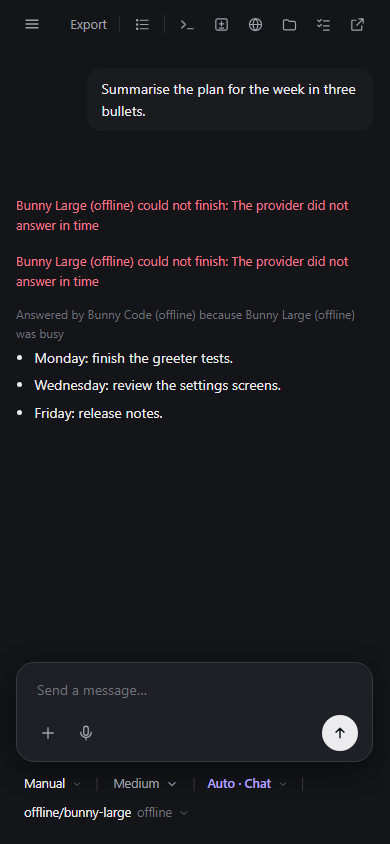 Export
Summarise the plan for the week in three
bullets.
Bunny Large (offline) could not finish: The provider did not
answer in time
Bunny Large (offline) could not finish: The provider did not
answer in time
Answered by Bunny Code (offline) because Bunny Large (offline)
was busy
• Monday: finish the greeter tests.
• Wednesday: review the settings screens.
• Friday: release notes.
Send a message...
Manual Medium Auto · Chat
offline/bunny-large offline